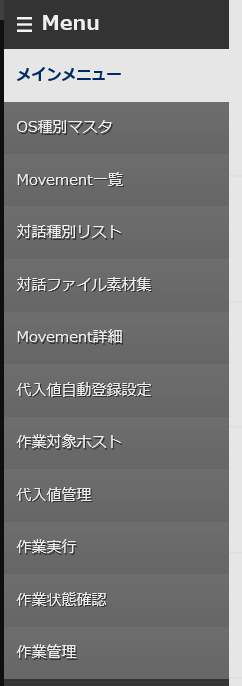 ☰ Menu
メインメニュー
OS種別マスタ
Movement一覧
対話種別リスト
対話ファイル素材集
Movement詳細
代入値自動登録設定
作業対象ホスト
代入値管理
作業実行
作業状態確認
作業管理